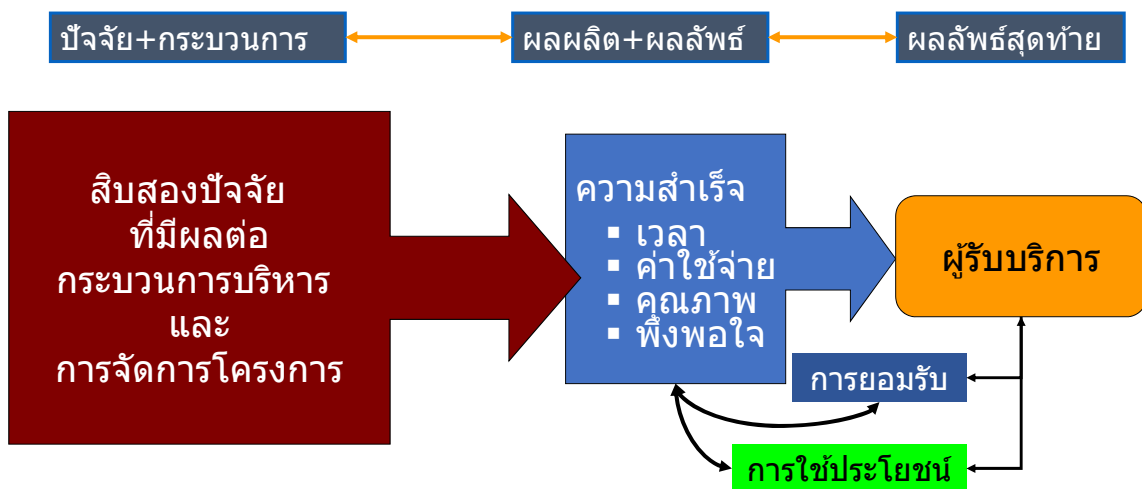 ปัจจัย+กระบวนการ
ผลผลิต+ผลลัพธ์
ผลลัพธ์สุดท้าย
สิบสองปัจจัย
ที่มีผลต่อ
กระบวนการบริหาร
และ
การจัดการโครงการ
ความสำเร็จ
▪ เวลา
▪ ค่าใช้จ่าย
▪ คุณภาพ
▪ พึงพอใจ
ผู้รับบริการ
การยอมรับ
การใช้ประโยชน์